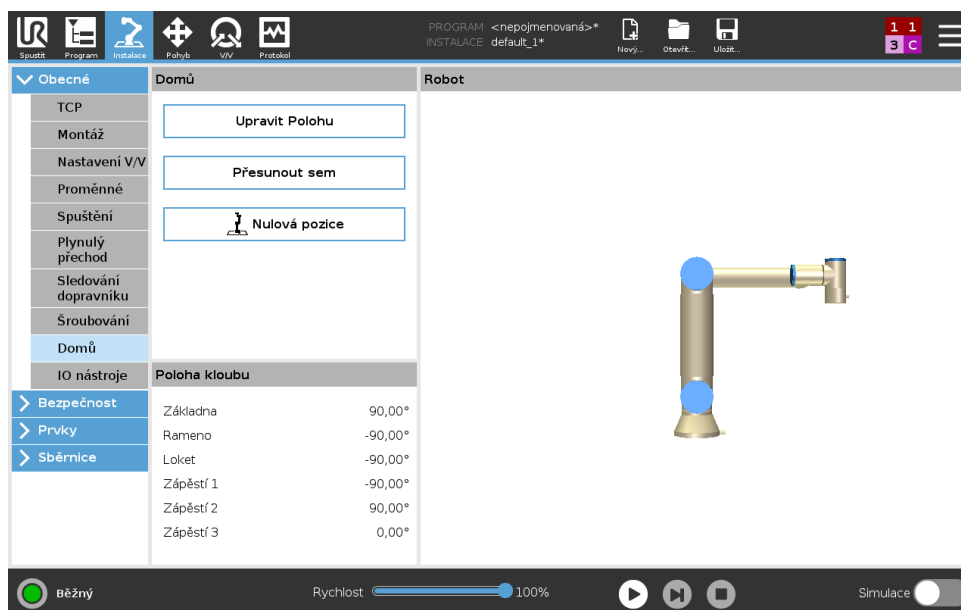 UR
PROGRAM <nepojmenovaná>*
INSTALACE default_1*
1 1
3 C
Spustit Program Instalace Pohyb V/V Protokol
Nový... Otevřít... Uložit...
Obecné
TCP
Montáž
Nastavení V/V
Proměnné
Spuštění
Plynulý
přechod
Sledování
dopravníku
Šroubování
Domů
IO nástroje
Bezpečnost
Prvky
Sběrnice
Domů
Upravit Polohu
Přesunout sem
Nulová pozice
Poloha kloubu
Základna 90,00°
Rameno -90,00°
Loket -90,00°
Zápěstí 1 -90,00°
Zápěstí 2 90,00°
Zápěstí 3 0,00°
Robot
Běžný
Rychlost 100%
Simulace